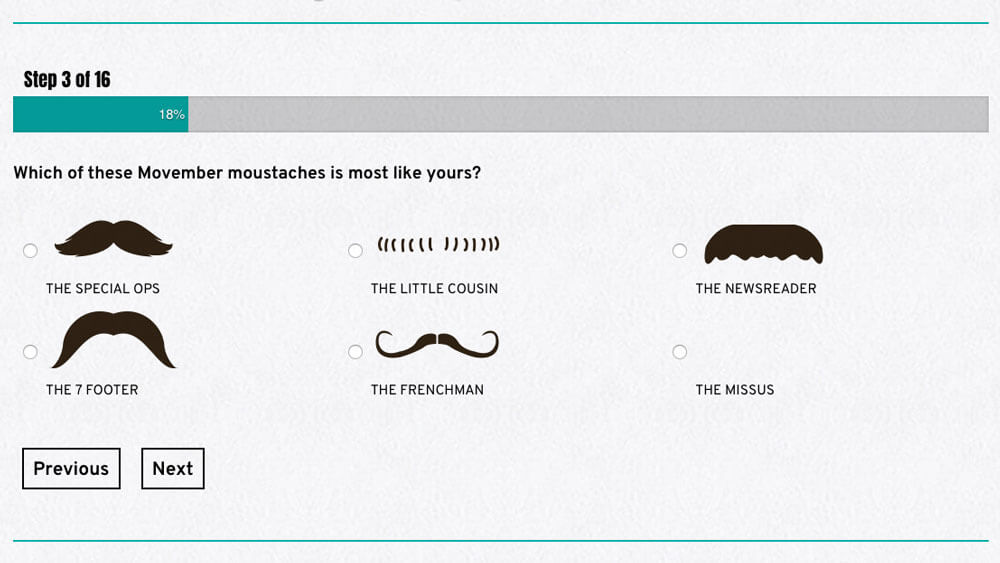 Step 3 of 16
18%
Which of these Movember moustaches is most like yours?
THE SPECIAL OPS
THE LITTLE COUSIN
THE NEWSREADER
THE 7 FOOTER
THE FRENCHMAN
THE MISSUS
Previous
Next